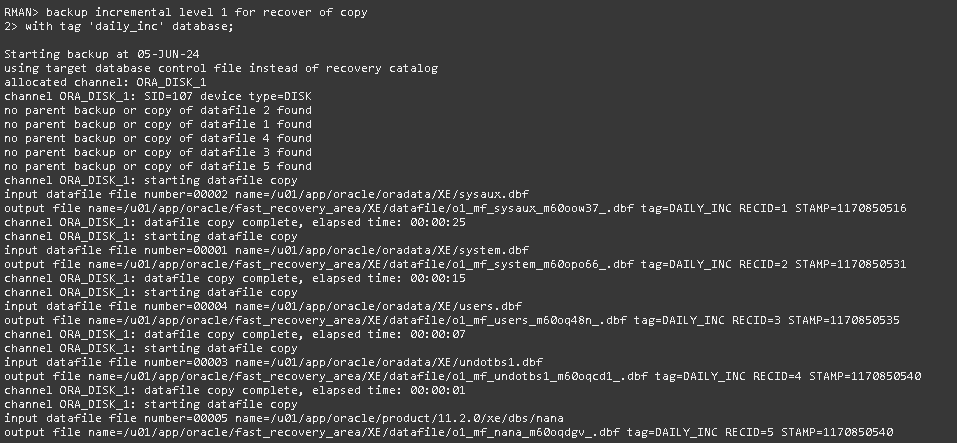 RMAN> backup incremental level 1 for recover of copy
2> with tag 'daily_inc' database;
Starting backup at 05-JUN-24
using target database control file instead of recovery catalog
allocated channel: ORA_DISK_1
channel ORA_DISK_1: SID=107 device type=DISK
no parent backup or copy of datafile 2 found
no parent backup or copy of datafile 1 found
no parent backup or copy of datafile 4 found
no parent backup or copy of datafile 3 found
no parent backup or copy of datafile 5 found
channel ORA_DISK_1: starting datafile copy
input datafile file number=00002 name=/u01/app/oracle/oradata/XE/sysaux.dbf
output file name=/u01/app/oracle/fast_recovery_area/XE/datafile/o1_mf_sysaux_m60oow37_.dbf tag=DAILY_INC RECID=1 STAMP=1170850516
channel ORA_DISK_1: datafile copy complete, elapsed time: 00:00:25
channel ORA_DISK_1: starting datafile copy
input datafile file number=00001 name=/u01/app/oracle/oradata/XE/system.dbf
output file name=/u01/app/oracle/fast_recovery_area/XE/datafile/o1_mf_system_m60opo66_.dbf tag=DAILY_INC RECID=2 STAMP=1170850531
channel ORA_DISK_1: datafile copy complete, elapsed time: 00:00:15
channel ORA_DISK_1: starting datafile copy
input datafile file number=00004 name=/u01/app/oracle/oradata/XE/users.dbf
output file name=/u01/app/oracle/fast_recovery_area/XE/datafile/o1_mf_users_m60oq48n_.dbf tag=DAILY_INC RECID=3 STAMP=1170850535
channel ORA_DISK_1: datafile copy complete, elapsed time: 00:00:07
channel ORA_DISK_1: starting datafile copy
input datafile file number=00003 name=/u01/app/oracle/oradata/XE/undotbs1.dbf
output file name=/u01/app/oracle/fast_recovery_area/XE/datafile/o1_mf_undotbs1_m60oqcd1_.dbf tag=DAILY_INC RECID=4 STAMP=1170850540
channel ORA_DISK_1: datafile copy complete, elapsed time: 00:00:01
channel ORA_DISK_1: starting datafile copy
input datafile file number=00005 name=/u01/app/oracle/product/11.2.0/xe/dbs/nana
output file name=/u01/app/oracle/fast_recovery_area/XE/datafile/o1_mf_nana_m60oqdgv_.dbf tag=DAILY_INC RECID=5 STAMP=1170850540